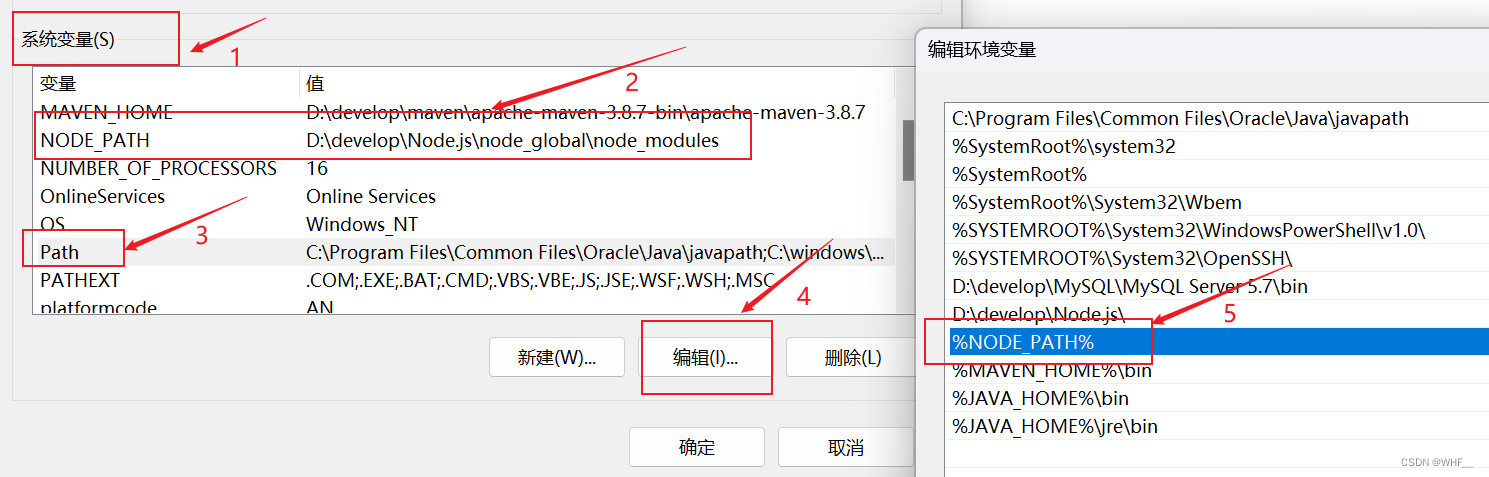 系统变量(S)
1
变量 值
2
MAVEN_HOME D:\develop\maven\apache-maven-3.8.7-bin\apache-maven-3.8.7
NODE_PATH D:\develop\Node.js\node_global\node_modules
NUMBER_OF_PROCESSORS 16
OnlineServices Online Services
OS Windows_NT
3
Path C:\Program Files\Common Files\Oracle\Java\javapath;C:\windows\...
PATHEXT .COM;.EXE;.BAT;.CMD;.VBS;.VBE;.JS;.JSE;.WSF;.WSH;.MSC
platformcode AN
4
新建(W)... 编辑(I)... 删除(L)
确定 取消
编辑环境变量
C:\Program Files\Common Files\Oracle\Java\javapath
%SystemRoot%\system32
%SystemRoot%
%SystemRoot%\System32\Wbem
%SYSTEMROOT%\System32\WindowsPowerShell\v1.0\
%SYSTEMROOT%\System32\OpenSSH\
D:\develop\MySQL\MySQL Server 5.7\bin
D:\develop\Node.js\
5
%NODE_PATH%
%MAVEN_HOME%\bin
%JAVA_HOME%\bin
%JAVA_HOME%\jre\bin
CSDN @WHF__